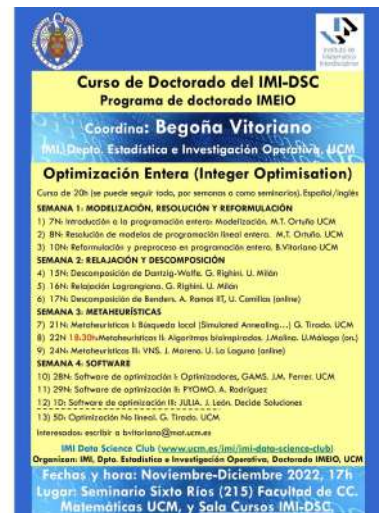 Instituto de
Matemática
Interdisciplinar
Curso de Doctorado del IMI-DSC
Programa de doctorado IMEIO
Coordina: Begoña Vitoriano
IMI, Depto. Estadística e Investigación Operativa, UCM
Optimización Entera (Integer Optimisation)
Curso de 20h (se puede seguir todo, por semanas o como seminarios). Español/inglés
SEMANA 1: MODELIZACIÓN, RESOLUCIÓN Y REFORMULACIÓN
1) 7N: Introducción a la programación entera: Modelización. M.T. Ortuño UCM
2) 8N: Resolución de modelos de programación lineal entera. M.T. Ortuño. UCM
3) 10N: Reformulación y preproceso en programación entera. B.Vitoriano UCM
SEMANA 2: RELAJACIÓN Y DESCOMPOSICIÓN
4) 15N: Descomposición de Dantzig-Wolfe. G. Righini. U. Milán
5) 16N: Relajación Lagrangiana. G. Righini. U. Milán
6) 17N: Descomposición de Benders. A. Ramos IIT, U. Comillas (online)
SEMANA 3: METAHEURÍSTICAS
7) 21N: Metaheurísticas I: Búsqueda local (Simulated Annealing...) G. Tirado. UCM
8) 22N 18:30h: Metaheurísticas II: Algoritmos bioinspirados. J.Molina. U.Málaga (on.)
9) 24N: Metaheurísticas III: VNS. J. Moreno. U. La Laguna (online)
SEMANA 4: SOFTWARE
10) 28N: Software de optimización I: Optimizadores, GAMS. J.M. Ferrer. UCM
11) 29N: Software de optimización II: PYOMO. A. Rodríguez
12) 1D: Software de optimización III: JULIA. J. León. Decide Soluciones
13) 5D: Optimización No lineal. G. Tirado. UCM
Interesados: escribir a bvitoriano@mat.ucm.es
IMI Data Science Club (www.ucm.es/imi/imi-data-science-club)
Organizan: IMI, Dpto. Estadística e Investigación Operativa, Doctorado IMEIO, UCM
Fechas y hora: Noviembre-Diciembre 2022, 17h
Lugar: Seminario Sixto Ríos (215) Facultad de CC.
Matemáticas UCM, y Sala Cursos IMI-DSC.